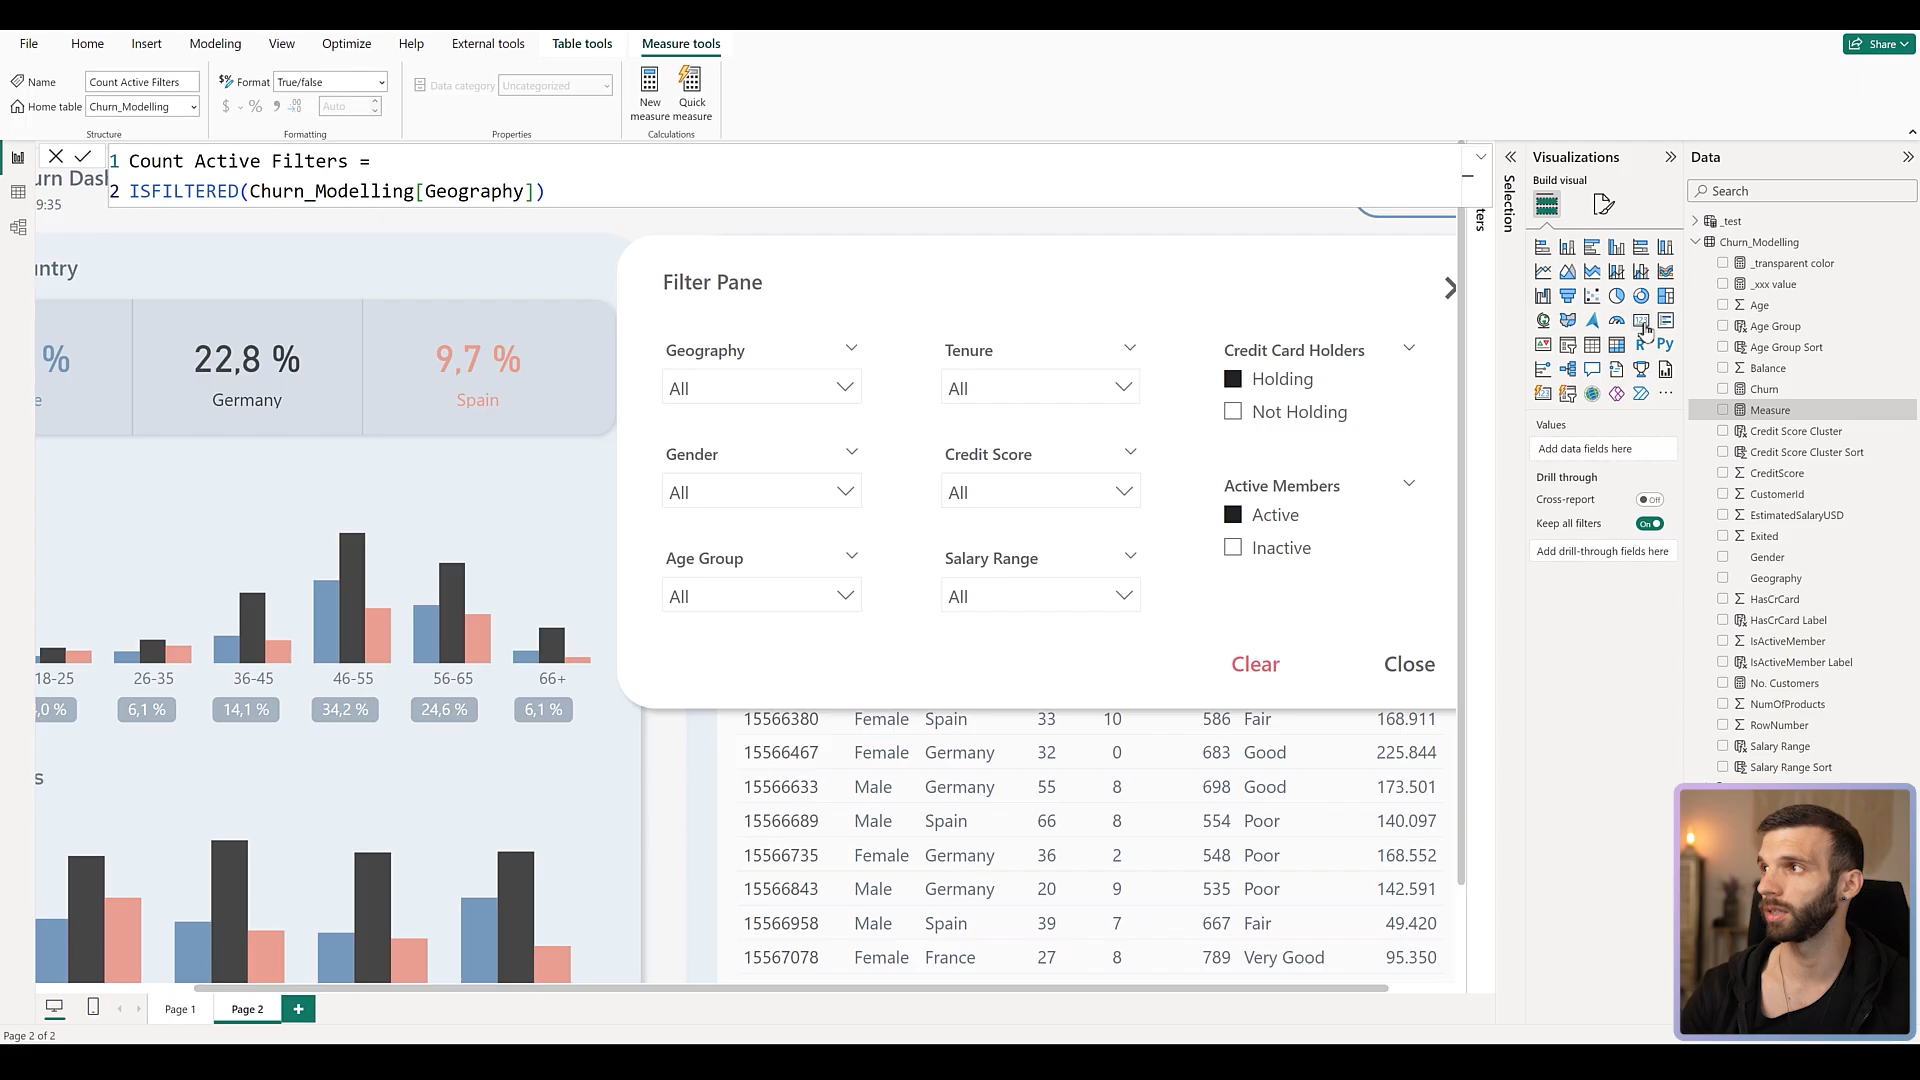 File Home Insert Modeling View Optimize Help External tools Table tools Measure tools
Share
Name Count Active Filters
Home table Churn_Modelling
Structure
$% Format True/false
$ % 9 .00 Auto
Formatting
Data category Uncategorized
Properties
New measure
Quick measure
Calculations
1 Count Active Filters =
2 ISFILTERED(Churn_Modelling[Geography])
urn Dash
9:35
untry
%
e
22,8 %
Germany
9,7 %
Spain
Filter Pane
Geography
All
Tenure
All
Credit Card Holders
Holding
Not Holding
Gender
All
Credit Score
All
Active Members
Active
Inactive
Age Group
All
Salary Range
All
Clear
Close
18-25 26-35 36-45 46-55 56-65 66+
,0 % 6,1 % 14,1 % 34,2 % 24,6 % 6,1 %
s
15566380 Female Spain 33 10 586 Fair 168.911
15566467 Female Germany 32 0 683 Good 225.844
15566633 Male Germany 55 8 698 Good 173.501
15566689 Male Spain 66 8 554 Poor 140.097
15566735 Female Germany 36 2 548 Poor 168.552
15566843 Male Germany 20 9 535 Poor 142.591
15566958 Male Spain 39 7 667 Fair 49.420
15567078 Female France 27 8 789 Very Good 95.350
ters
Selection
Visualizations
Build visual
123
R Py
Values
Add data fields here
Drill through
Cross-report Off
Keep all filters On
Add drill-through fields here
Data
Search
_test
Churn_Modelling
_transparent color
_xxx value
Age
Age Group
Age Group Sort
Balance
Churn
Measure
Credit Score Cluster
Credit Score Cluster Sort
CreditScore
CustomerId
EstimatedSalaryUSD
Exited
Gender
Geography
HasCrCard
HasCrCard Label
IsActiveMember
IsActiveMember Label
No. Customers
NumOfProducts
RowNumber
Salary Range
Salary Range Sort
Page 1 Page 2 +
Page 2 of 2